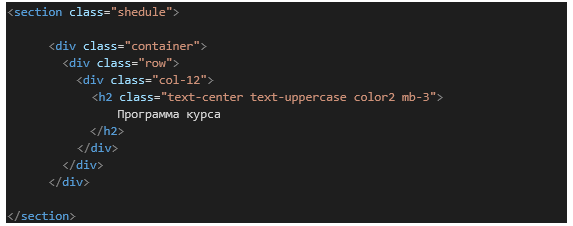 <section class="shedule">
<div class="container">
<div class="row">
<div class="col-12">
<h2 class="text-center text-uppercase color2 mb-3">
Программа курса
</h2>
</div>
</div>
</div>
</section>